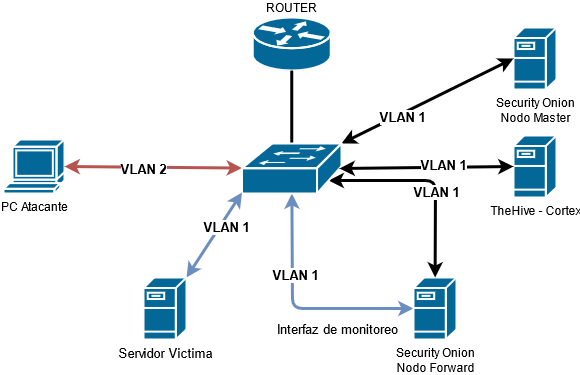 ROUTER
VLAN 1
Security Onion
Nodo Master
VLAN 2
VLAN 1
VLAN 1
PC Atacante
TheHive - Cortex
VLAN 1
VLAN 1
Interfaz de monitoreo
Servidor Victima
Security Onion
Nodo Forward